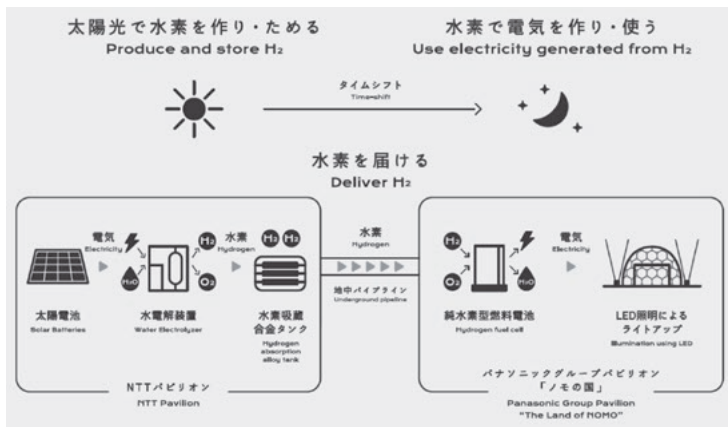 太陽光で水素を作り・ためる
Produce and store H₂
水素で電気を作り・使う
Use electricity generated from H₂
タイムシフト
Time-shift
水素を届ける
Deliver H₂
電気
Electricity
H₂O
H₂
O₂
水素
Hydrogen
H₂ H₂
太陽電池
Solar Batteries
水電解装置
Water Electrolyzer
水素吸蔵
合金タンク
Hydrogen
absorption
alloy tank
NTTパビリオン
NTT Pavilion
水素
Hydrogen
地中パイプライン
Underground pipeline
H₂
O₂
H₂O
電気
Electricity
純水素型燃料電池
Hydrogen fuel cell
LED照明による
ライトアップ
Illumination using LED
パナソニックグループパビリオン
「ノモの国」
Panasonic Group Pavilion
“The Land of NOMO”